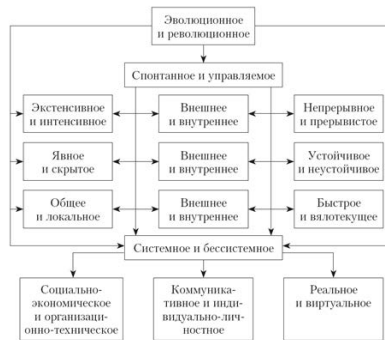 Эволюционное
и революционное
Спонтанное и управляемое
Экстенсивное
и интенсивное
Внешнее
и внутреннее
Непрерывное
и прерывистое
Явное
и скрытое
Внешнее
и внутреннее
Устойчивое
и неустойчивое
Общее
и локальное
Внешнее
и внутреннее
Быстрое
и вялотекущее
Системное и бессистемное
Социально-
экономическое
и организаци-
онно-техническое
Коммуника-
тивное и инди-
видуально-лич-
ностное
Реальное
и виртуальное